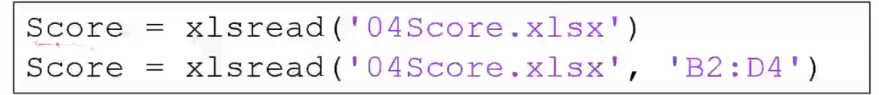 Score = xlsread('04Score.xlsx')
Score = xlsread('04Score.xlsx', 'B2:D4')